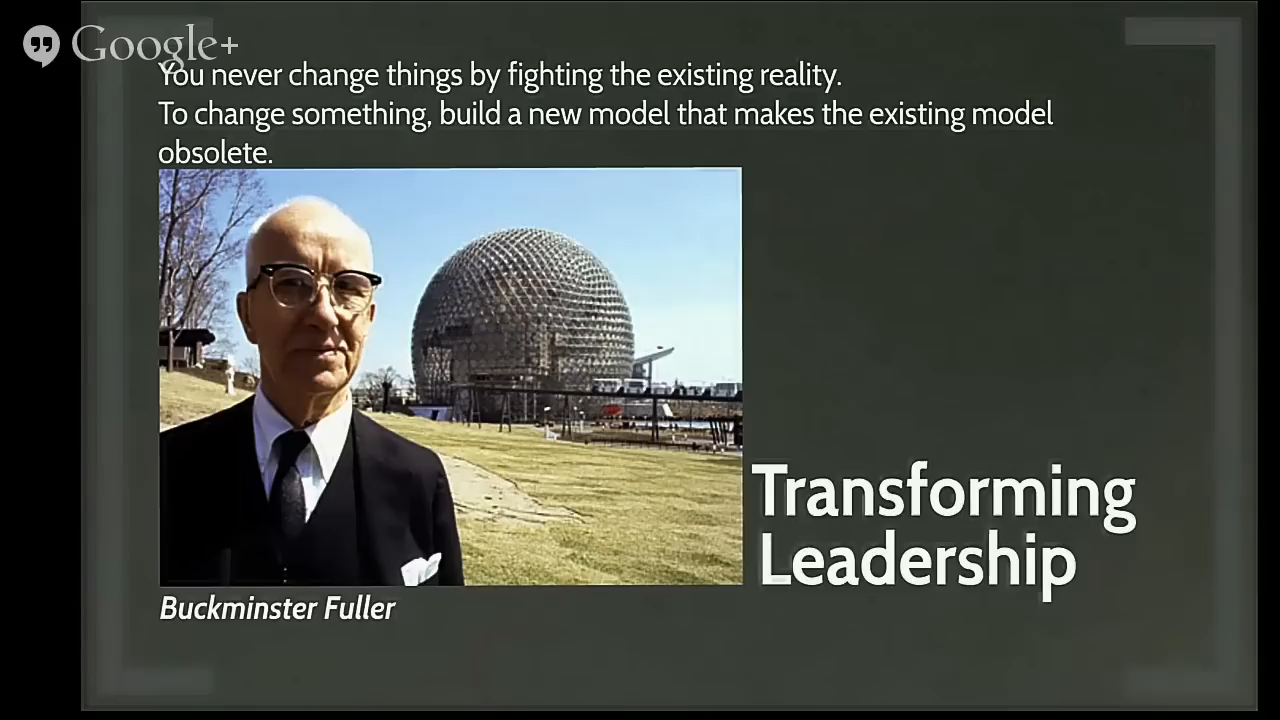 Google+
You never change things by fighting the existing reality.
To change something, build a new model that makes the existing model
obsolete.
Transforming
Leadership
Buckminster Fuller